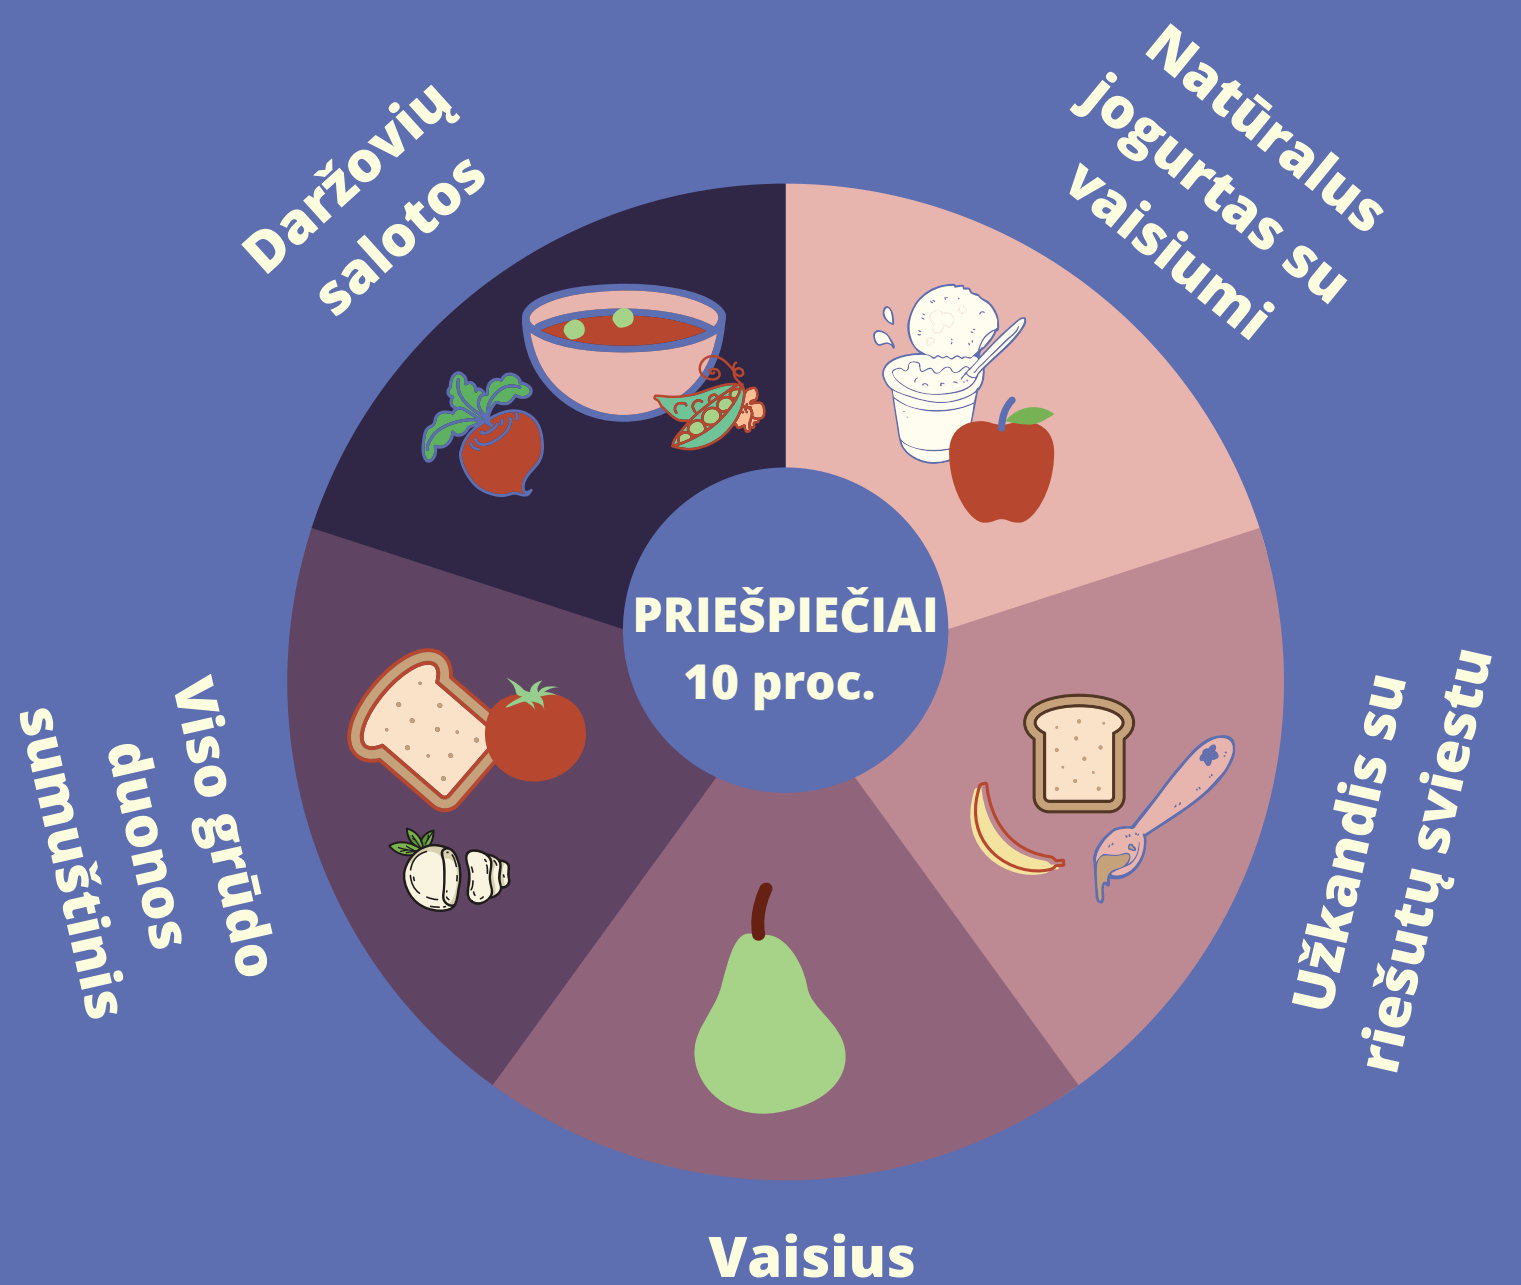 Daržovių
salotos
Natūralus
jogurtas su
vaisiumi
PRIEŠPIEČIAI
10 proc.
Viso grūdo
duonos
sumuštinis
Užkandis su
riešutų sviestu
Vaisius